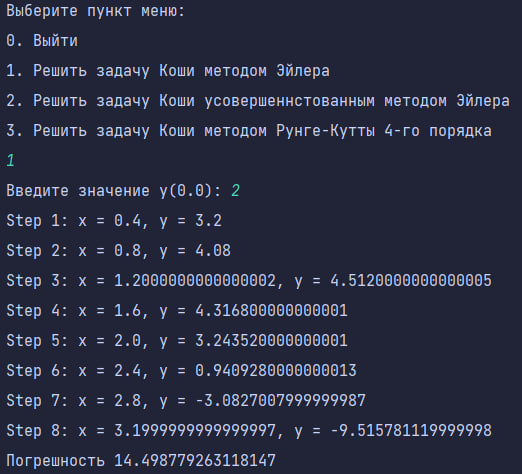 Выберите пункт меню:
0. Выйти
1. Решить задачу Коши методом Эйлера
2. Решить задачу Коши усовершеннстованным методом Эйлера
3. Решить задачу Коши методом Рунге-Кутты 4-го порядка
1
Введите значение y(0.0): 2
Step 1: x = 0.4, y = 3.2
Step 2: x = 0.8, y = 4.08
Step 3: x = 1.2000000000000002, y = 4.5120000000000005
Step 4: x = 1.6, y = 4.316800000000001
Step 5: x = 2.0, y = 3.243520000000001
Step 6: x = 2.4, y = 0.9409280000000013
Step 7: x = 2.8, y = -3.0827007999999987
Step 8: x = 3.1999999999999997, y = -9.515781119999998
Погрешность 14.498779263118147